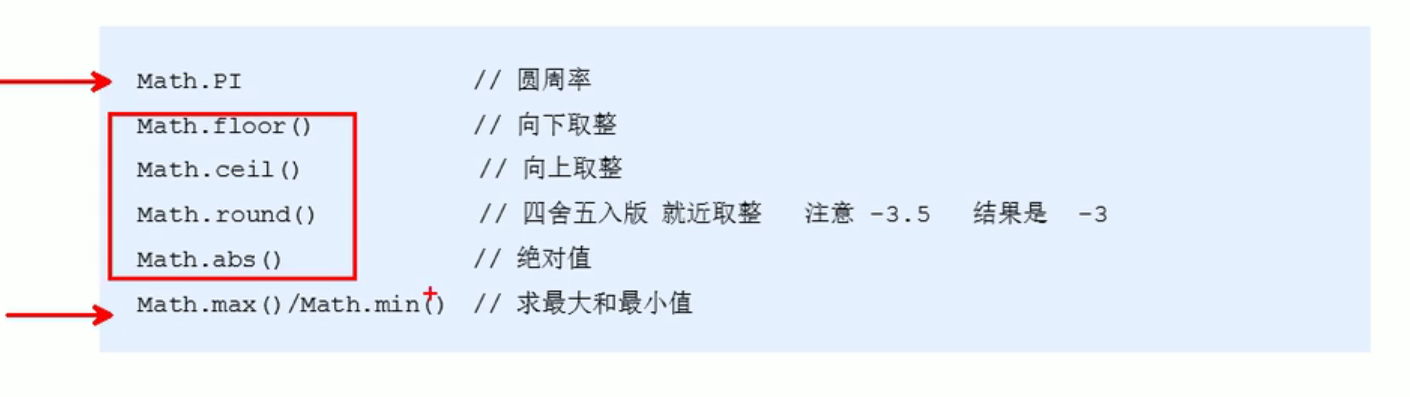 Math.PI // 圆周率
Math.floor() // 向下取整
Math.ceil() // 向上取整
Math.round() // 四舍五入版 就近取整 注意 -3.5 结果是 -3
Math.abs() // 绝对值
Math.max()/Math.min() // 求最大和最小值